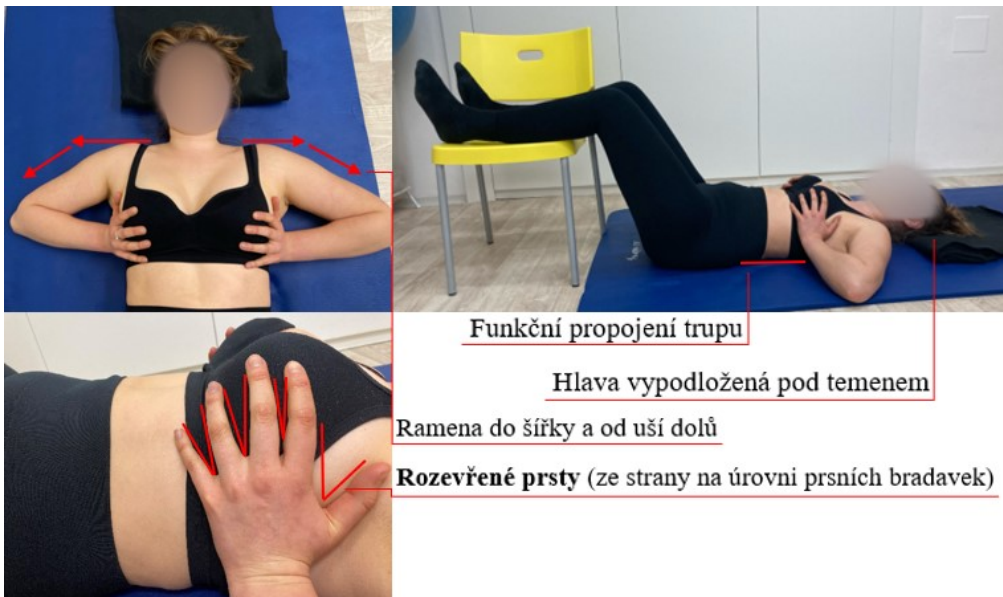 Funkční propojení trupu
Hlava vypodložená pod temenem
Ramena do šířky a od uší dolů
Rozevřené prsty (ze strany na úrovni prsních bradavek)